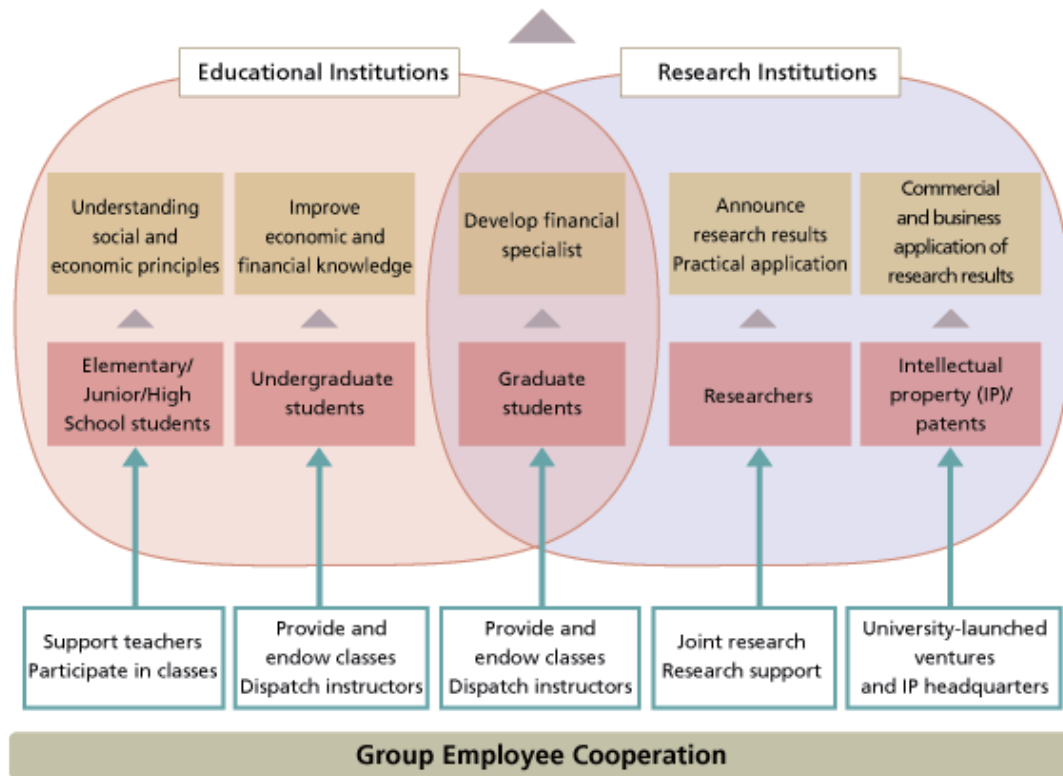 Educational Institutions
Research Institutions
Understanding
social and
economic principles
Improve
economic and
financial knowledge
Develop financial
specialist
Announce
research results
Practical application
Commercial
and business
application of
research results
Elementary/
Junior/High
School students
Undergraduate
students
Graduate
students
Researchers
Intellectual
property (IP)/
patents
Support teachers
Participate in classes
Provide and
endow classes
Dispatch instructors
Provide and
endow classes
Dispatch instructors
Joint research
Research support
University-launched
ventures
and IP headquarters
Group Employee Cooperation